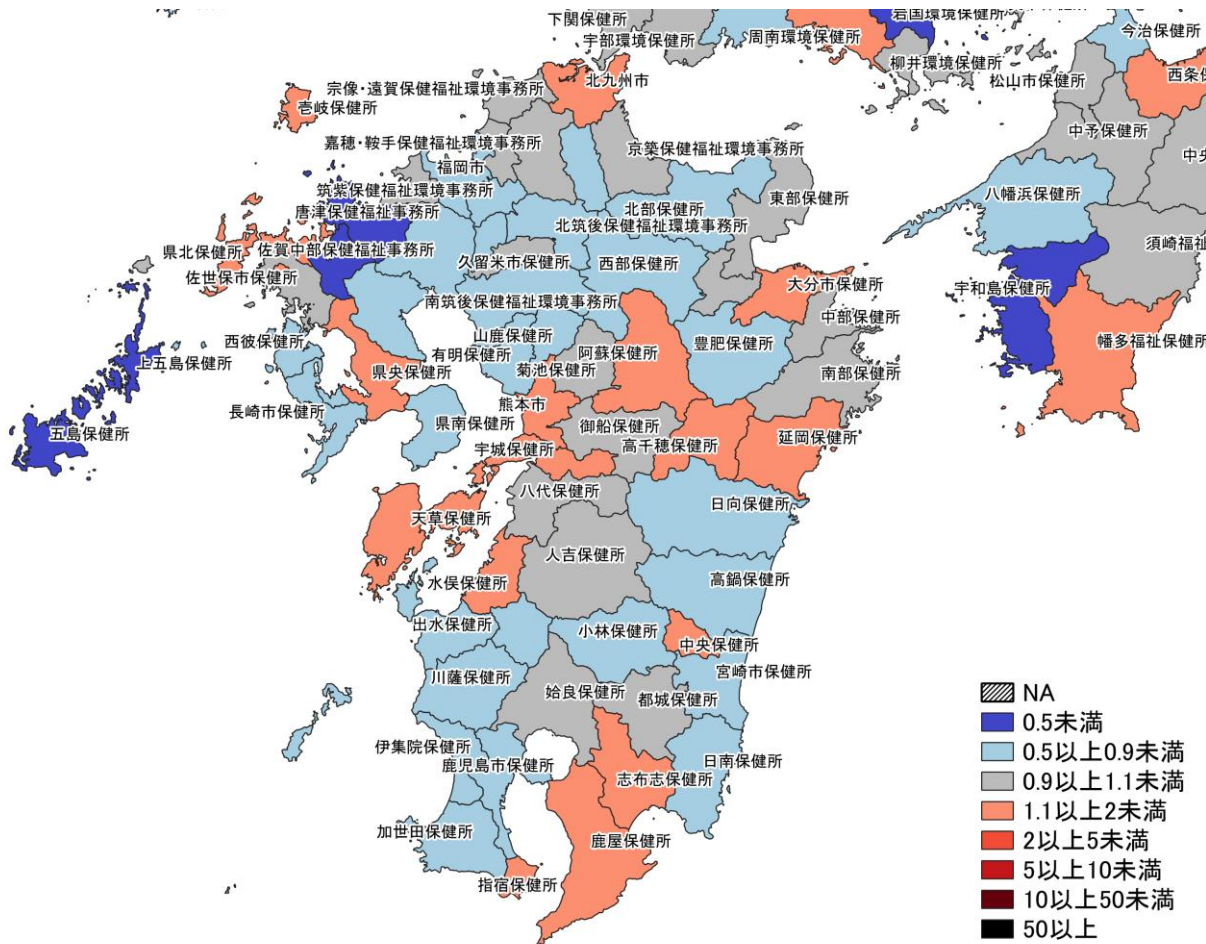 下関保健所
岩国環境保健所
宇部環境保健所
周南環境保健所
今治保健所
柳井環境保健所
松山市保健所
西条保
北九州市
宗像・遠賀保健福祉環境事務所
壱岐保健所
中予保健所
嘉穂・鞍手保健福祉環境事務所
京築保健福祉環境事務所
中央
福岡市
筑紫保健福祉環境事務所
東部保健所
八幡浜保健所
唐津保健福祉事務所
北部保健所
北筑後保健福祉環境事務所
県北保健所
佐賀中部保健福祉事務所
須崎福祉
久留米市保健所
西部保健所
佐世保市保健所
大分市保健所
宇和島保健所
南筑後保健福祉環境事務所
中部保健所
西彼保健所
山鹿保健所
豊肥保健所
幡多福祉保健所
有明保健所
阿蘇保健所
上五島保健所
菊池保健所
県央保健所
南部保健所
熊本市
長崎市保健所
県南保健所
御船保健所
五島保健所
宇城保健所
高千穂保健所
延岡保健所
八代保健所
日向保健所
天草保健所
人吉保健所
水俣保健所
高鍋保健所
出水保健所
小林保健所
中央保健所
宮崎市保健所
川薩保健所
姶良保健所
都城保健所
伊集院保健所
鹿児島市保健所
日南保健所
志布志保健所
加世田保健所
鹿屋保健所
指宿保健所
NA
0.5未満
0.5以上0.9未満
0.9以上1.1未満
1.1以上2未満
2以上5未満
5以上10未満
10以上50未満
50以上